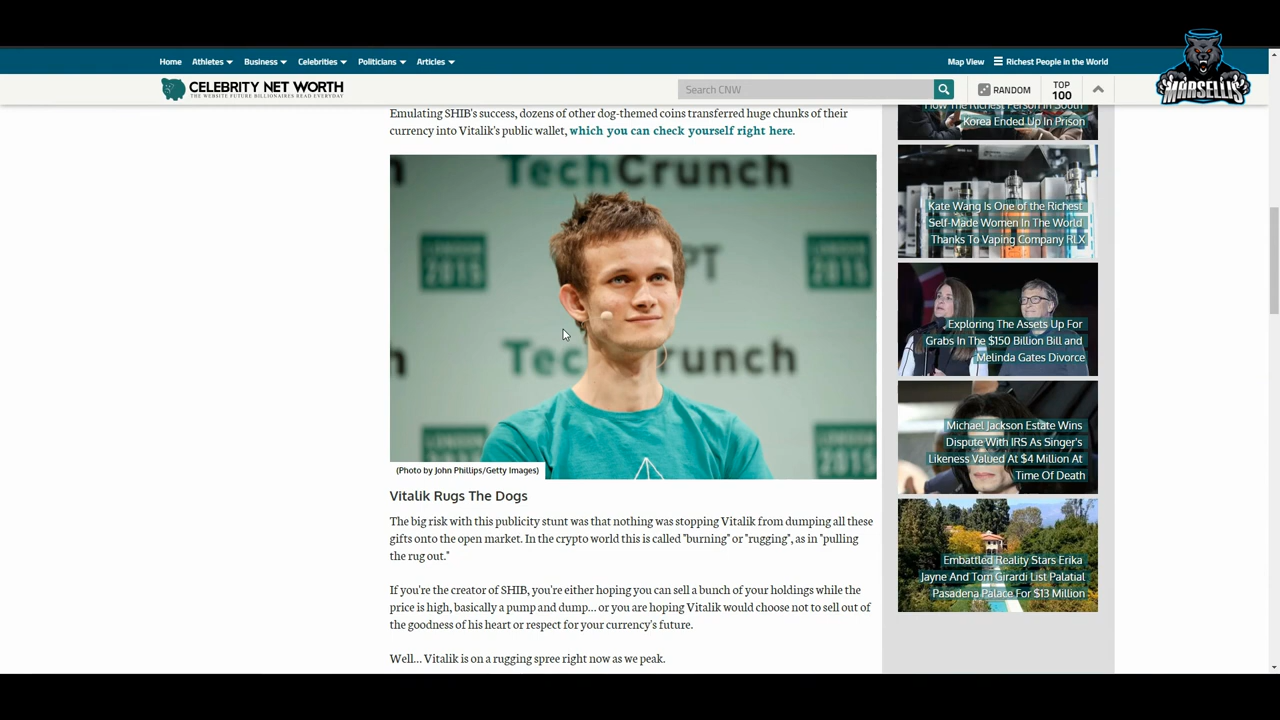 Home Athletes Business Celebrities Politicians Articles Map View Richest People in the World
MARSELLIS
CELEBRITY NET WORTH
THE WEBSITE FUTURE BILLIONAIRES READ EVERYDAY
Search CNW
RANDOM
TOP
100
Emulating SHIB's success, dozens of other dog-themed coins transferred huge chunks of their
currency into Vitalik's public wallet, which you can check yourself right here.
TechCrunch
LONDON
2015
PT
2015
TechCrunch
LONDON
2015
2015
(Photo by John Phillips/Getty Images)
Vitalik Rugs The Dogs
The big risk with this publicity stunt was that nothing was stopping Vitalik from dumping all these
gifts onto the open market. In the crypto world this is called "burning" or "rugging", as in "pulling
the rug out."
If you're the creator of SHIB, you're either hoping you can sell a bunch of your holdings while the
price is high, basically a pump and dump... or you are hoping Vitalik would choose not to sell out of
the goodness of his heart or respect for your currency's future.
Well... Vitalik is on a rugging spree right now as we peak.
How The Richest Person In South
Korea Ended Up In Prison
Kate Wang Is One of the Richest
Self-Made Women In The World
Thanks To Vaping Company RLX
Exploring The Assets Up For
Grabs In The $150 Billion Bill and
Melinda Gates Divorce
Michael Jackson Estate Wins
Dispute With IRS As Singer's
Likeness Valued At $4 Million At
Time Of Death
Embattled Reality Stars Erika
Jayne And Tom Girardi List Palatial
Pasadena Palace For $13 Million